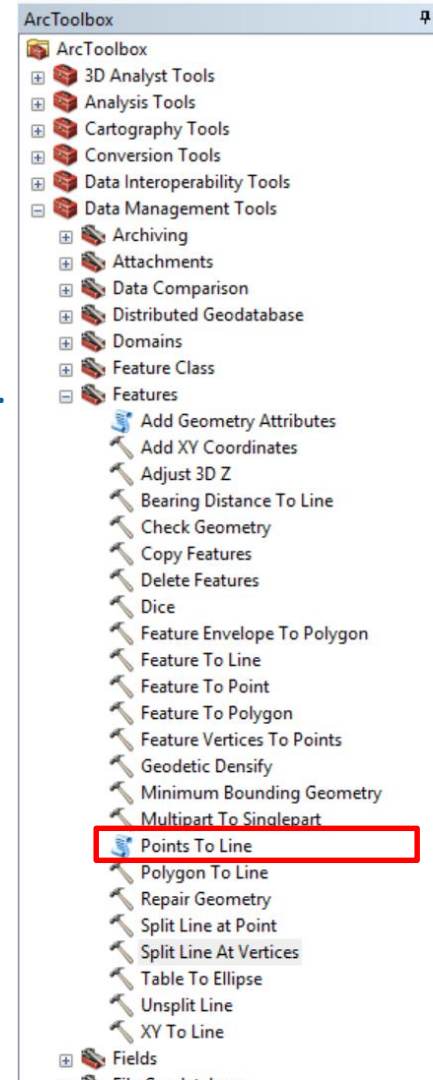 ArcToolbox
ArcToolbox
3D Analyst Tools
Analysis Tools
Cartography Tools
Conversion Tools
Data Interoperability Tools
Data Management Tools
Archiving
Attachments
Data Comparison
Distributed Geodatabase
Domains
Feature Class
Features
Add Geometry Attributes
Add XY Coordinates
Adjust 3D Z
Bearing Distance To Line
Check Geometry
Copy Features
Delete Features
Dice
Feature Envelope To Polygon
Feature To Line
Feature To Point
Feature To Polygon
Feature Vertices To Points
Geodetic Densify
Minimum Bounding Geometry
Multipart To Singlepart
Points To Line
Polygon To Line
Repair Geometry
Split Line at Point
Split Line At Vertices
Table To Ellipse
Unsplit Line
XY To Line
Fields